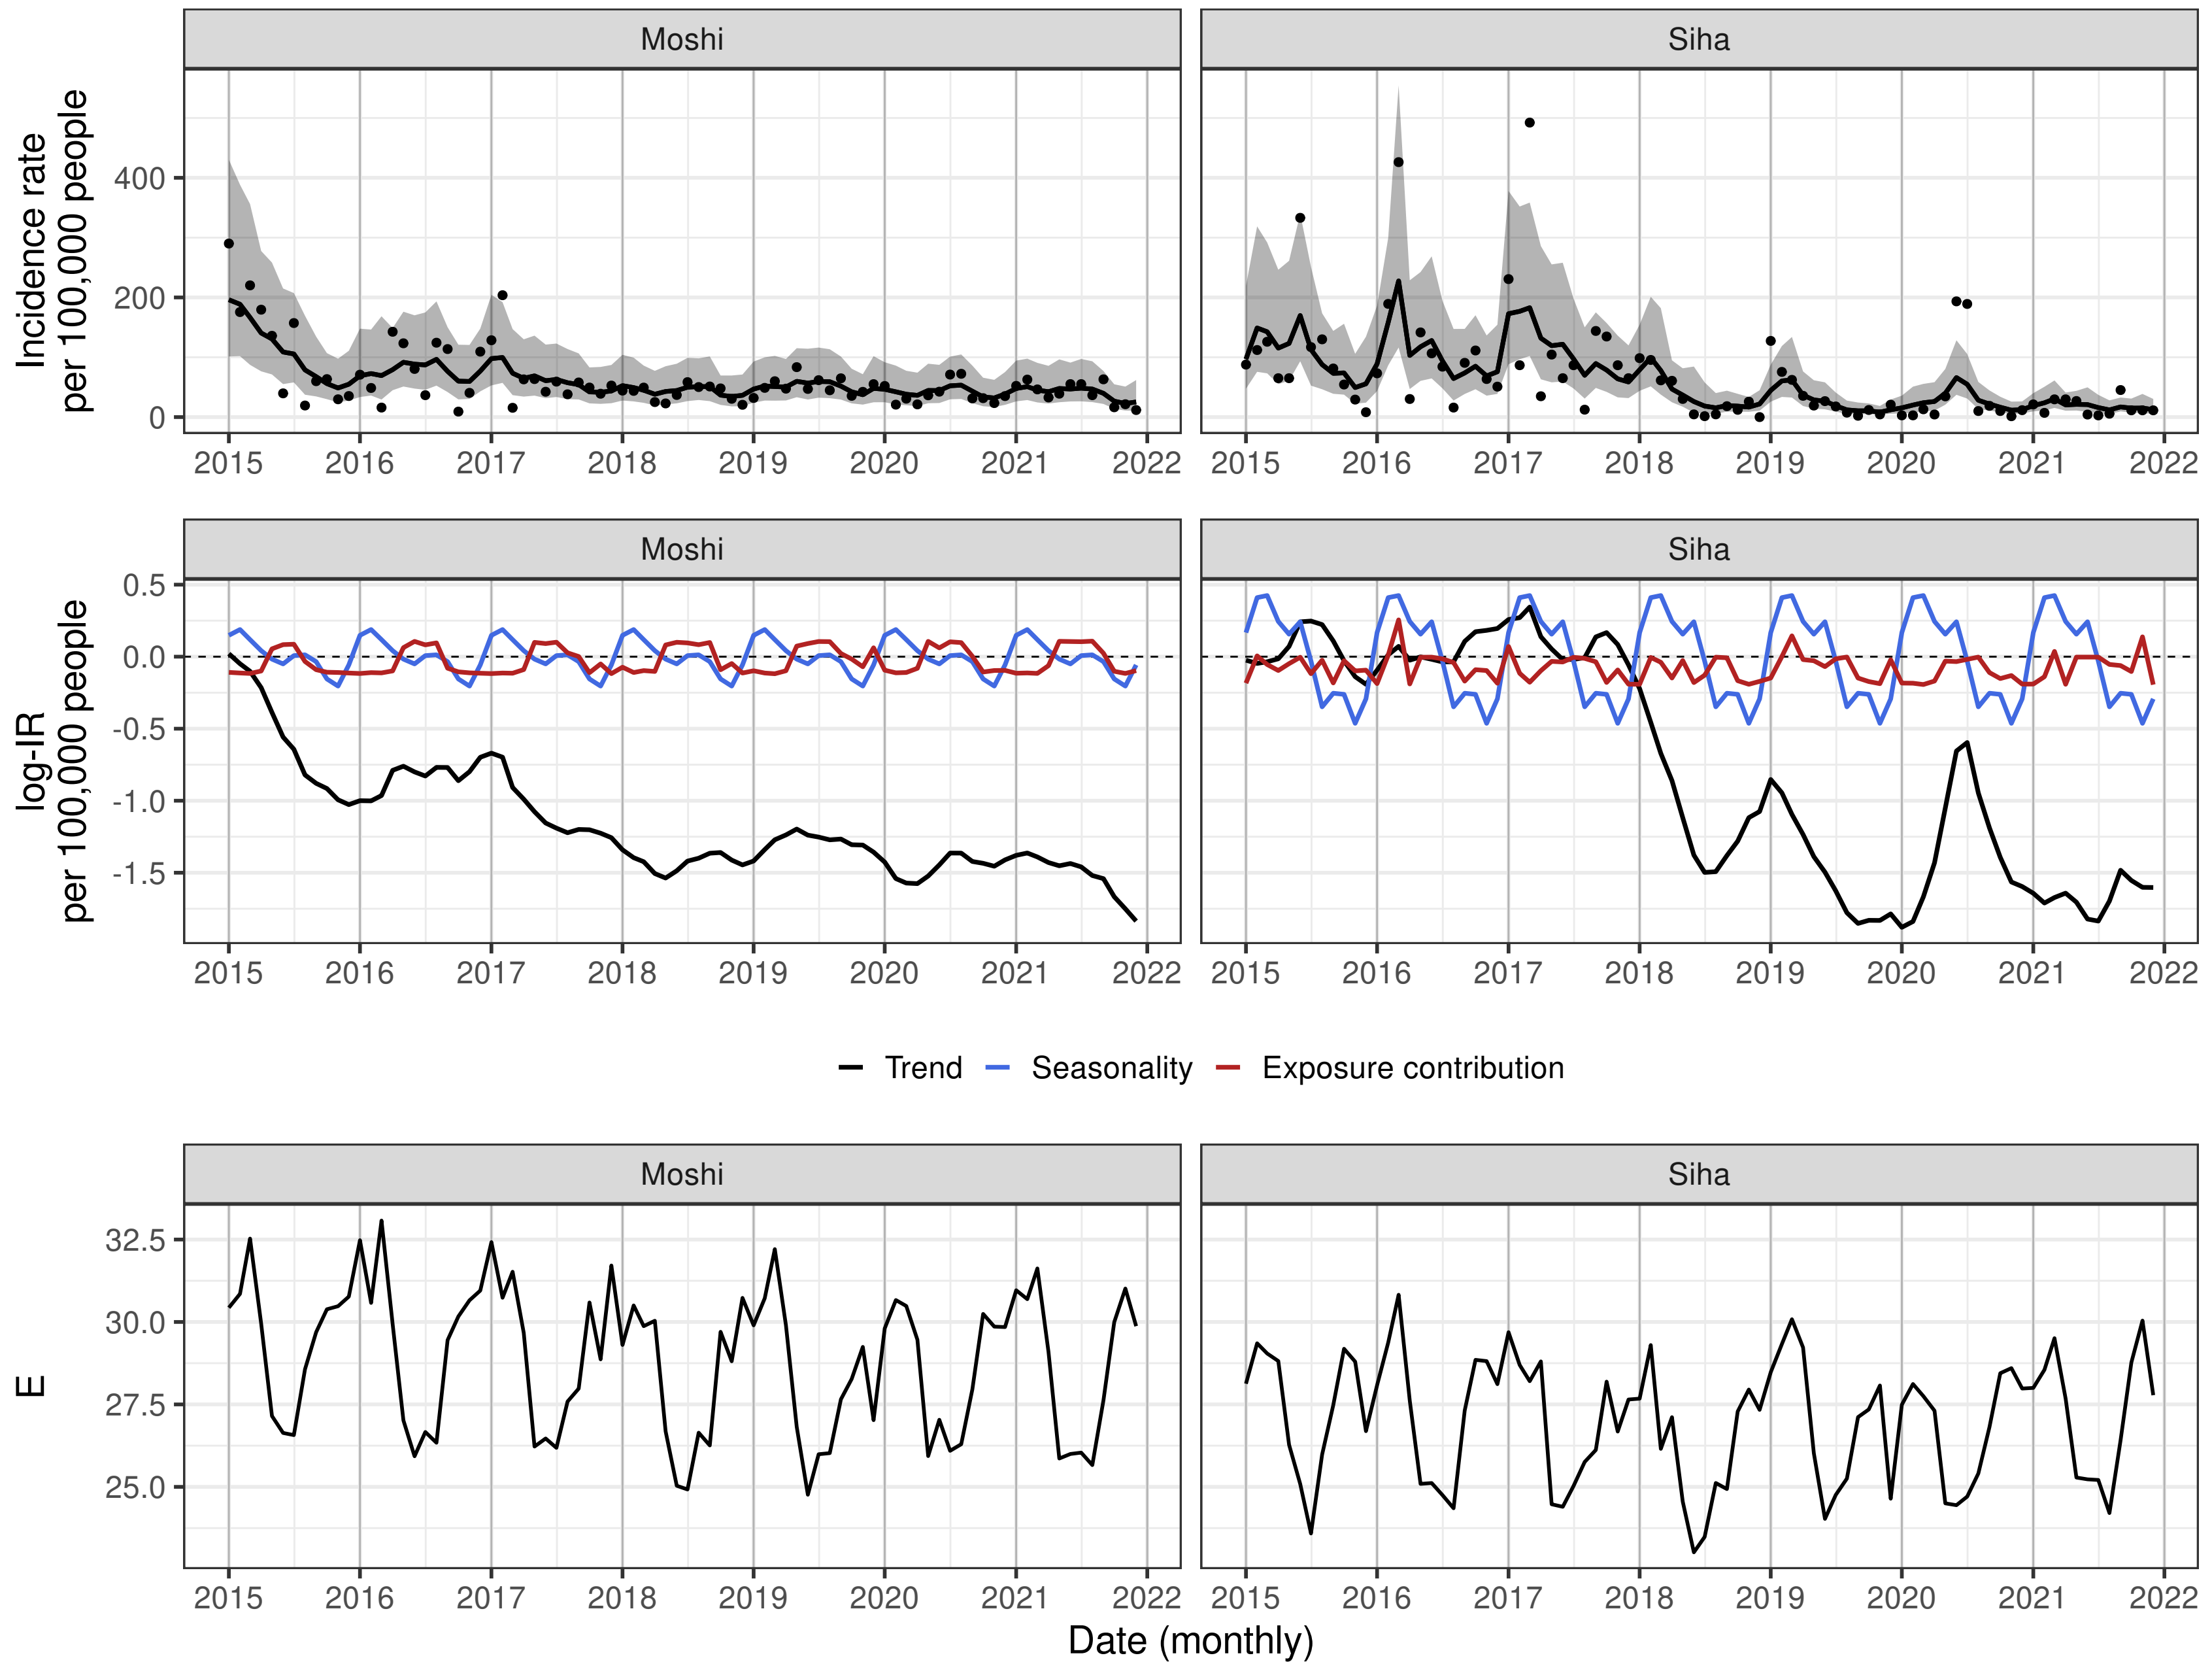 Moshi
Siha
Incidence rate
per 100,000 people
400
200
0
2015 2016 2017 2018 2019 2020 2021 2022
2015 2016 2017 2018 2019 2020 2021 2022
Moshi
Siha
log-IR
per 100,000 people
0.5
0.0
-0.5
-1.0
-1.5
2015 2016 2017 2018 2019 2020 2021 2022
2015 2016 2017 2018 2019 2020 2021 2022
Trend Seasonality Exposure contribution
Moshi
Siha
E
32.5
30.0
27.5
25.0
2015 2016 2017 2018 2019 2020 2021 2022
2015 2016 2017 2018 2019 2020 2021 2022
Date (monthly)